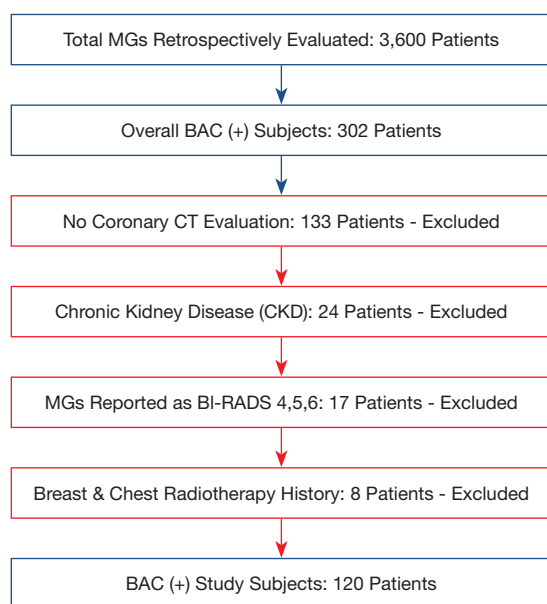 Total MGs Retrospectively Evaluated: 3,600 Patients
Overall BAC (+) Subjects: 302 Patients
No Coronary CT Evaluation: 133 Patients - Excluded
Chronic Kidney Disease (CKD): 24 Patients - Excluded
MGs Reported as BI-RADS 4,5,6: 17 Patients - Excluded
Breast & Chest Radiotherapy History: 8 Patients - Excluded
BAC (+) Study Subjects: 120 Patients